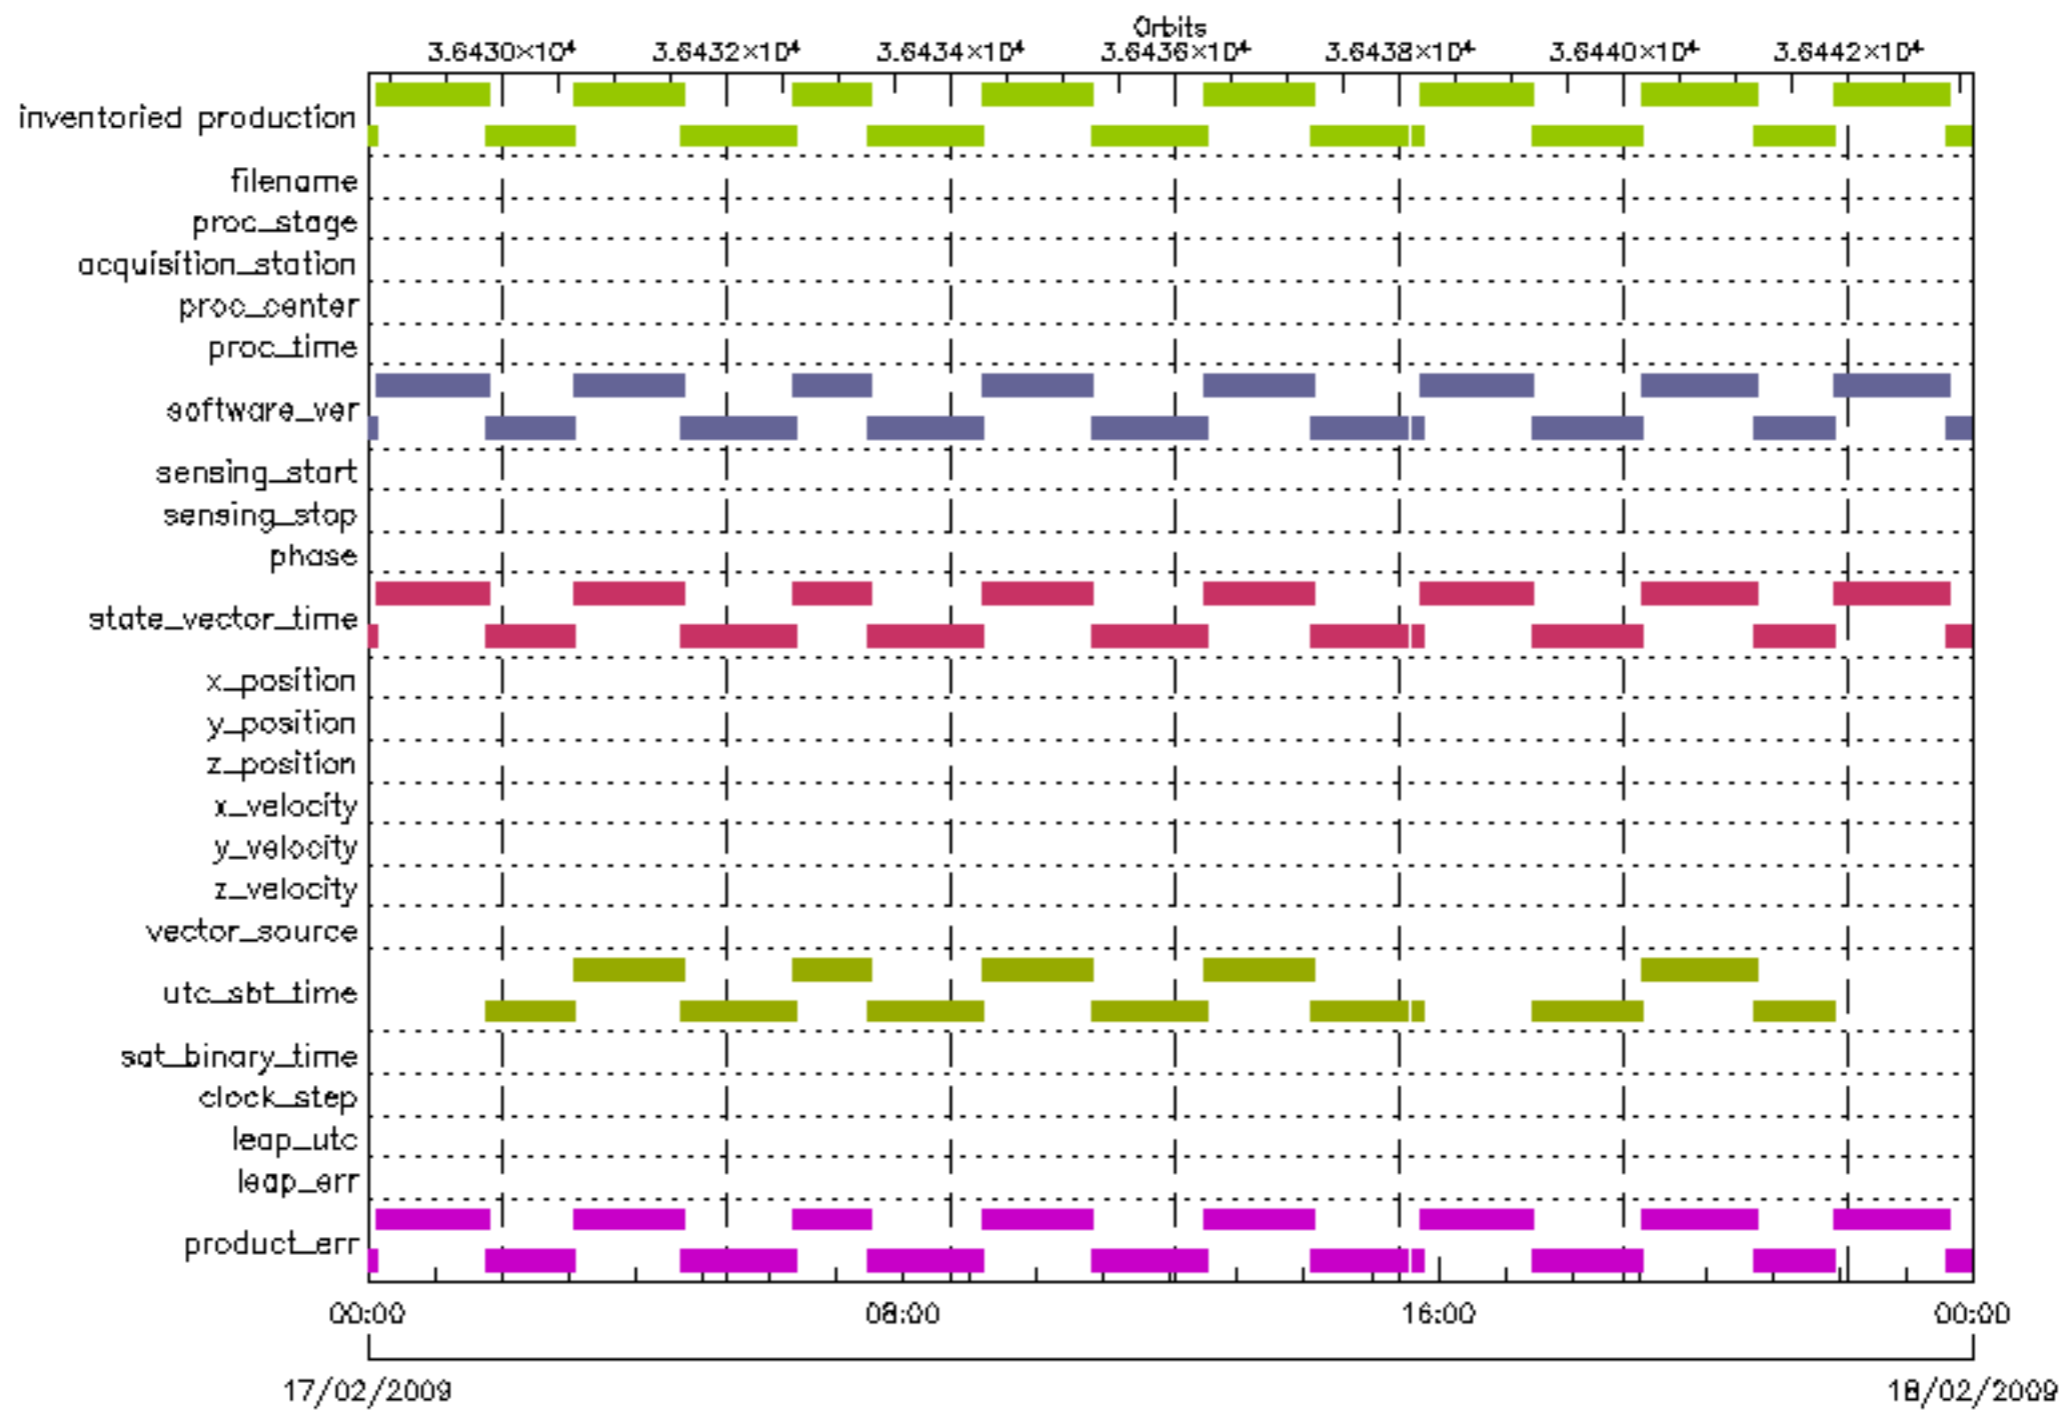 Orbits
3.6430×10⁴ 3.6432×10⁴ 3.6434×10⁴ 3.6436×10⁴ 3.6438×10⁴ 3.6440×10⁴ 3.6442×10⁴
inventoried production
filename
proc_stage
acquisition_station
proc_center
proc_time
software_ver
sensing_start
sensing_stop
phase
state_vector_time
x_position
y_position
z_position
x_velocity
y_velocity
z_velocity
vector_source
utc_sbt_time
sat_binary_time
clock_step
leap_utc
leap_err
product_err
00:00 08:00 16:00 00:00
17/02/2009 18/02/2009